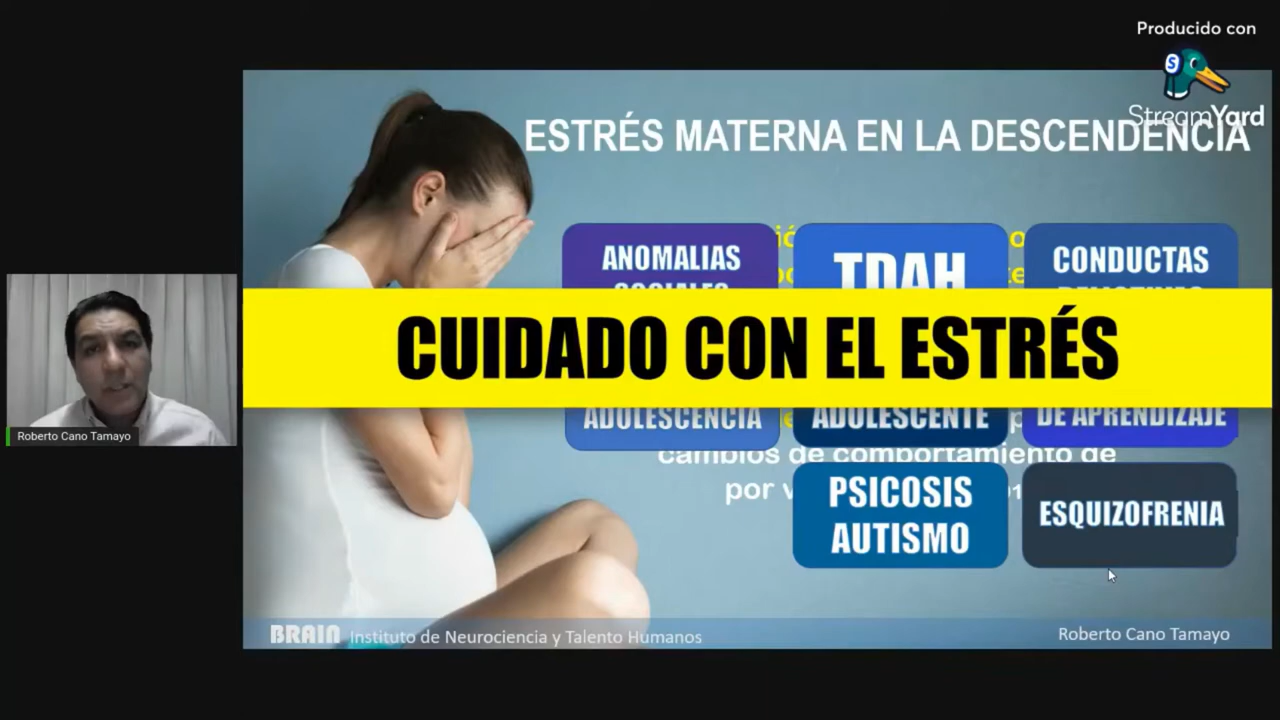 Producido con
StreamYard
ESTRÉS MATERNA EN LA DESCENDENCIA
ANOMALIAS
TDAH
CONDUCTAS
CUIDADO CON EL ESTRÉS
ADOLESCENCIA
ADOLESCENTE
DE APRENDIZAJE
cambios de comportamiento de
por
PSICOSIS
AUTISMO
ESQUIZOFRENIA
Roberto Cano Tamayo
BRAIN Instituto de Neurociencia y Talento Humanos
Roberto Cano Tamayo